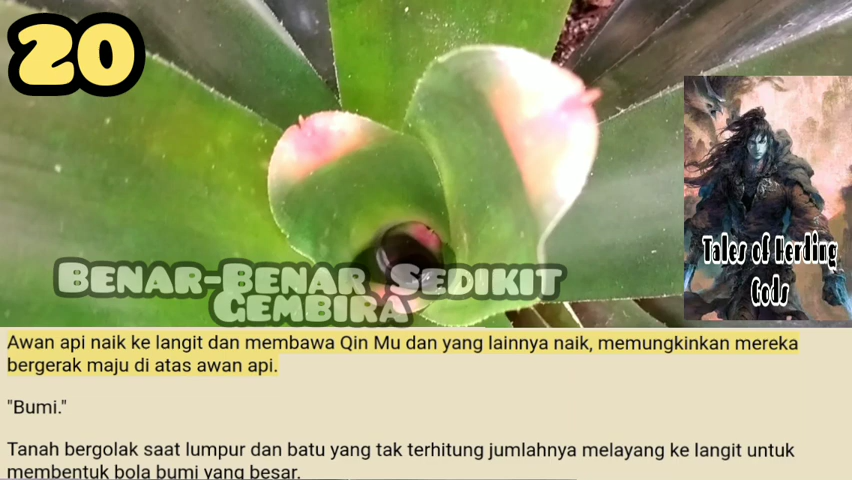 20
BENAR-BENAR SEDIKIT
GEMBIRA
Tales of Herding
Gods
Awan api naik ke langit dan membawa Qin Mu dan yang lainnya naik, memungkinkan mereka
bergerak maju di atas awan api.
"Bumi."
Tanah bergolak saat lumpur dan batu yang tak terhitung jumlahnya melayang ke langit untuk
membentuk bola bumi yang besar.